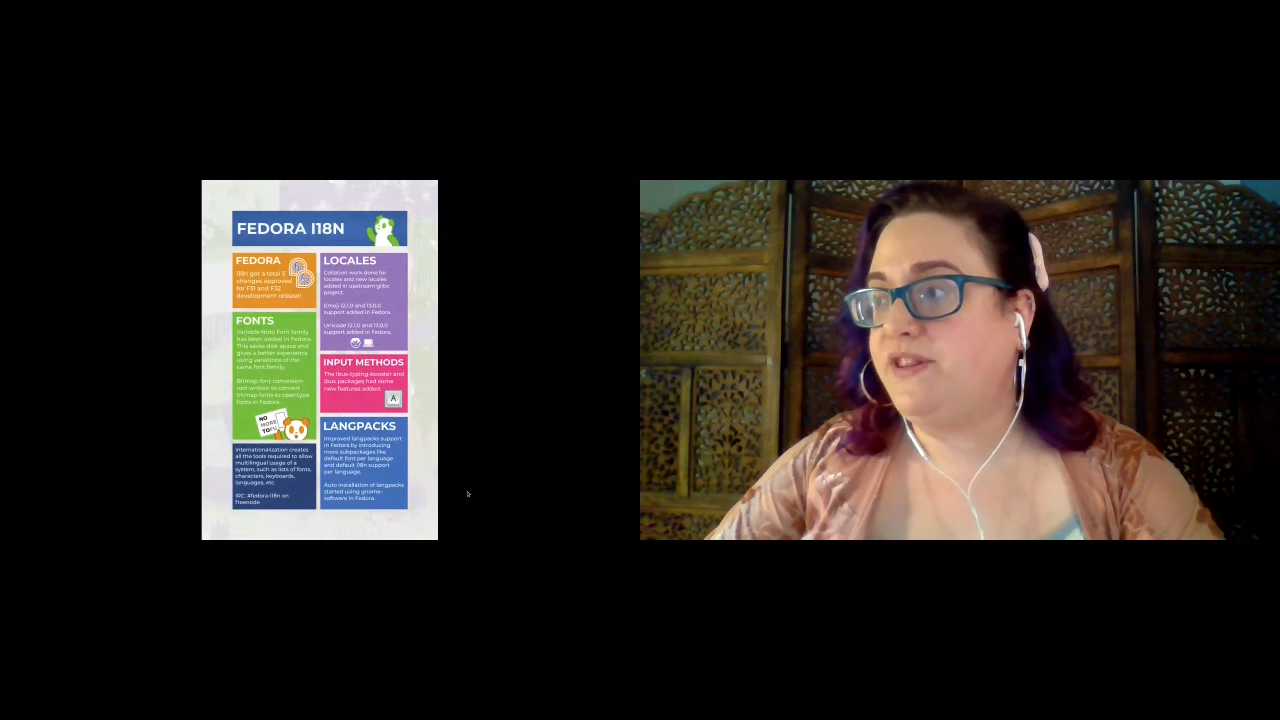 FEDORA I18N
FEDORA
I18n got a total 5
changes approved
for F31 and F32
development release!
FONTS
Variable Noto Font family
has been added in Fedora.
This saves disk space and
gives a better experience
using variations of the
same font family.
Bitmap font conversion
tool written to convert
bitmap fonts to opentype
fonts in Fedora.
NO
MORE
TOFU
Internationalization creates
all the tools required to allow
multilingual usage of a
system, such as lists of fonts,
characters, keyboards,
languages, etc.
IRC: #fedora-i18n on
freenode
LOCALES
Collation work done for
locales and new locales
added in upstream glibc
project.
Emoji 12.1.0 and 13.0.0
support added in Fedora.
Unicode 12.1.0 and 13.0.0
support added in Fedora.
INPUT METHODS
The ibus-typing-booster and
ibus packages had some
new features added.
A
LANGPACKS
Improved langpacks support
in Fedora by introducing
more subpackages like
default font per language
and default i18n support
per language.
Auto installation of langpacks
started using gnome-
software in Fedora.